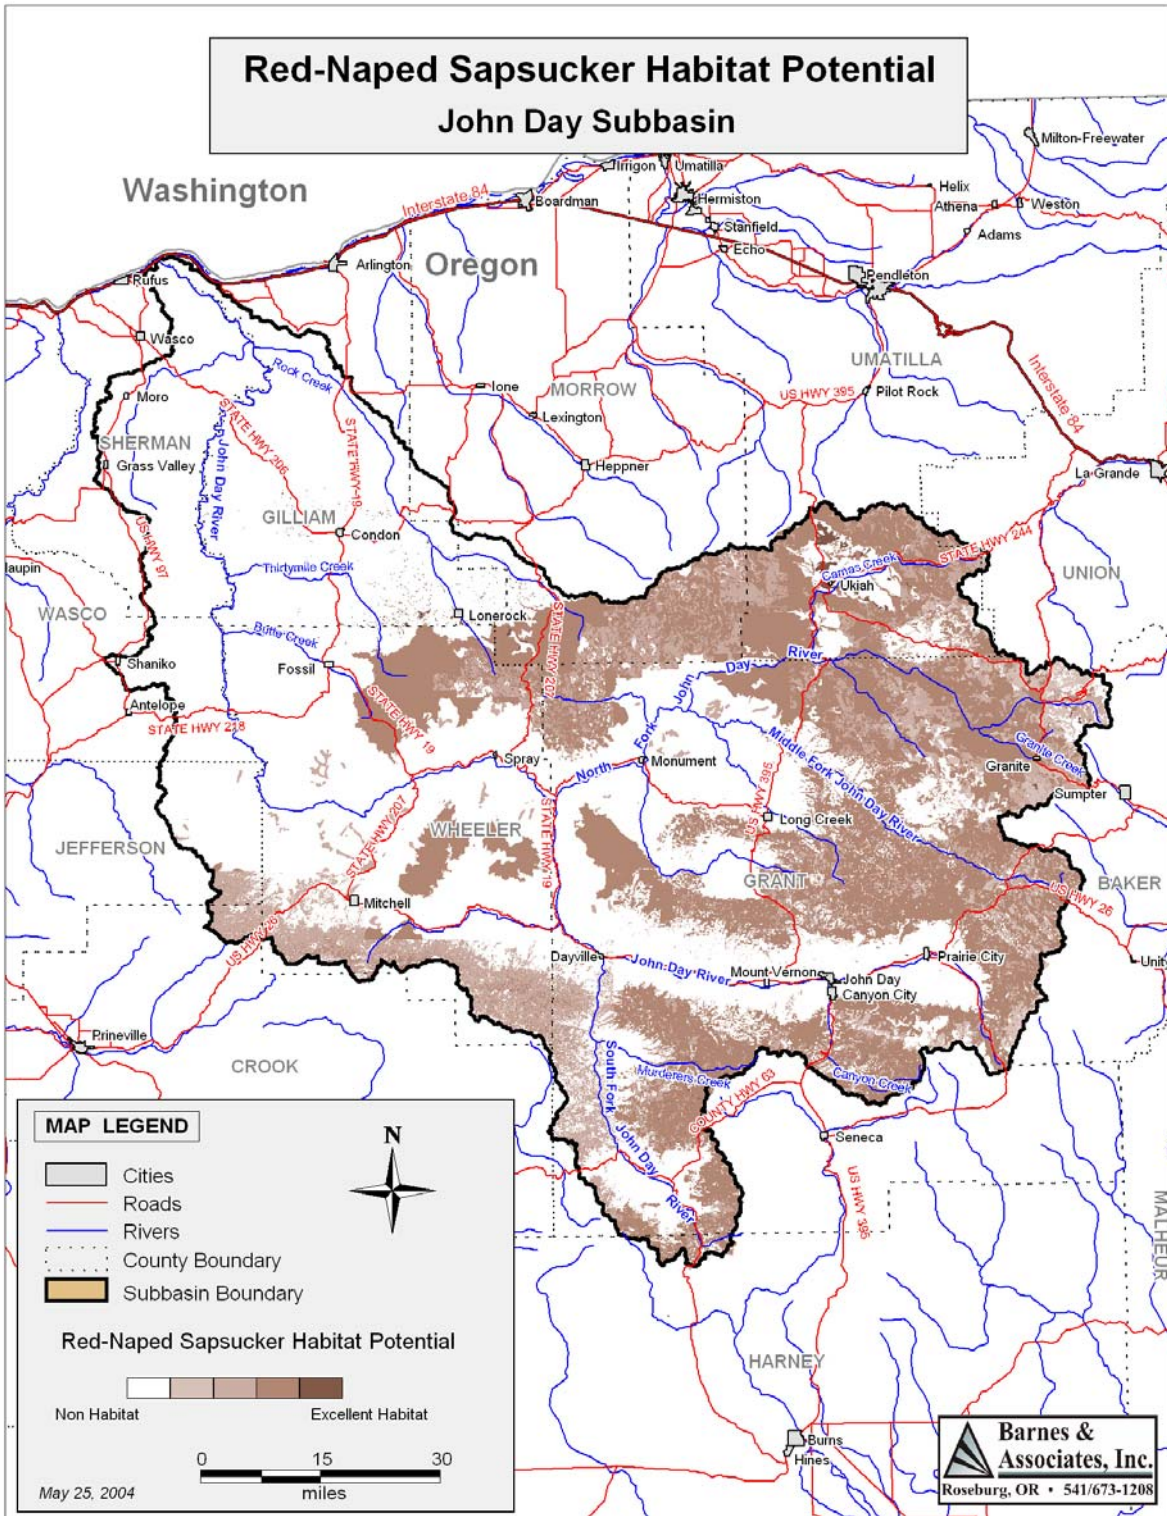 Red-Naped Sapsucker Habitat Potential
John Day Subbasin
Washington
Oregon
Interstate 84
Irrigon
Umatilla
Milton-Freewater
Boardman
Hermiston
Helix
Athena
Weston
Stanfield
Adams
Echo
Arlington
Pendleton
Rufus
Wasco
UMATILLA
Interstate 84
Rock Creek
Ione
MORROW
US HWY 395
Pilot Rock
Moro
Lexington
STATE HWY 206
STATE HWY 19
SHERMAN
John Day River
Grass Valley
Heppner
La Grande
GILLIAM
US HWY 97
Condon
STATE HWY 244
Camas Creek
Ukiah
UNION
Thirtymile Creek
aupin
WASCO
Lonerock
STATE HWY 207
Butte Creek
Shaniko
Fossil
North Fork John Day River
Antelope
STATE HWY 218
STATE HWY 19
Middle Fork John Day River
Granite Creek
Granite
Spray
Monument
Sumpter
US HWY 395
Long Creek
STATE HWY 207
WHEELER
STATE HWY 19
JEFFERSON
GRANT
BAKER
US HWY 26
Mitchell
US HWY 26
Dayville
John Day River
Mount Vernon
John Day
Canyon City
Prairie City
Unity
Prineville
CROOK
South Fork John Day River
Murderers Creek
Canyon Creek
COUNTY HWY 63
Seneca
US HWY 395
MALHEUR
HARNEY
Burns
Hines
MAP LEGEND
N
Cities
Roads
Rivers
County Boundary
Subbasin Boundary
Red-Naped Sapsucker Habitat Potential
Non Habitat
Excellent Habitat
0 15 30
miles
May 25, 2004
Barnes &
Associates, Inc.
Roseburg, OR • 541/673-1208